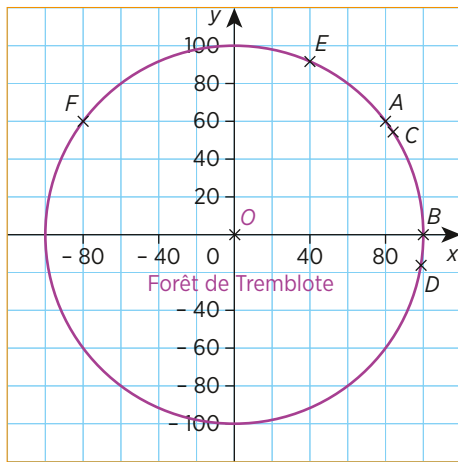 y
100
E
F
80
A
60
C
40
20
O
B
– 80
– 40
0
40
80
x
Forêt de Tremblote
D
– 40
– 60
– 80
– 100